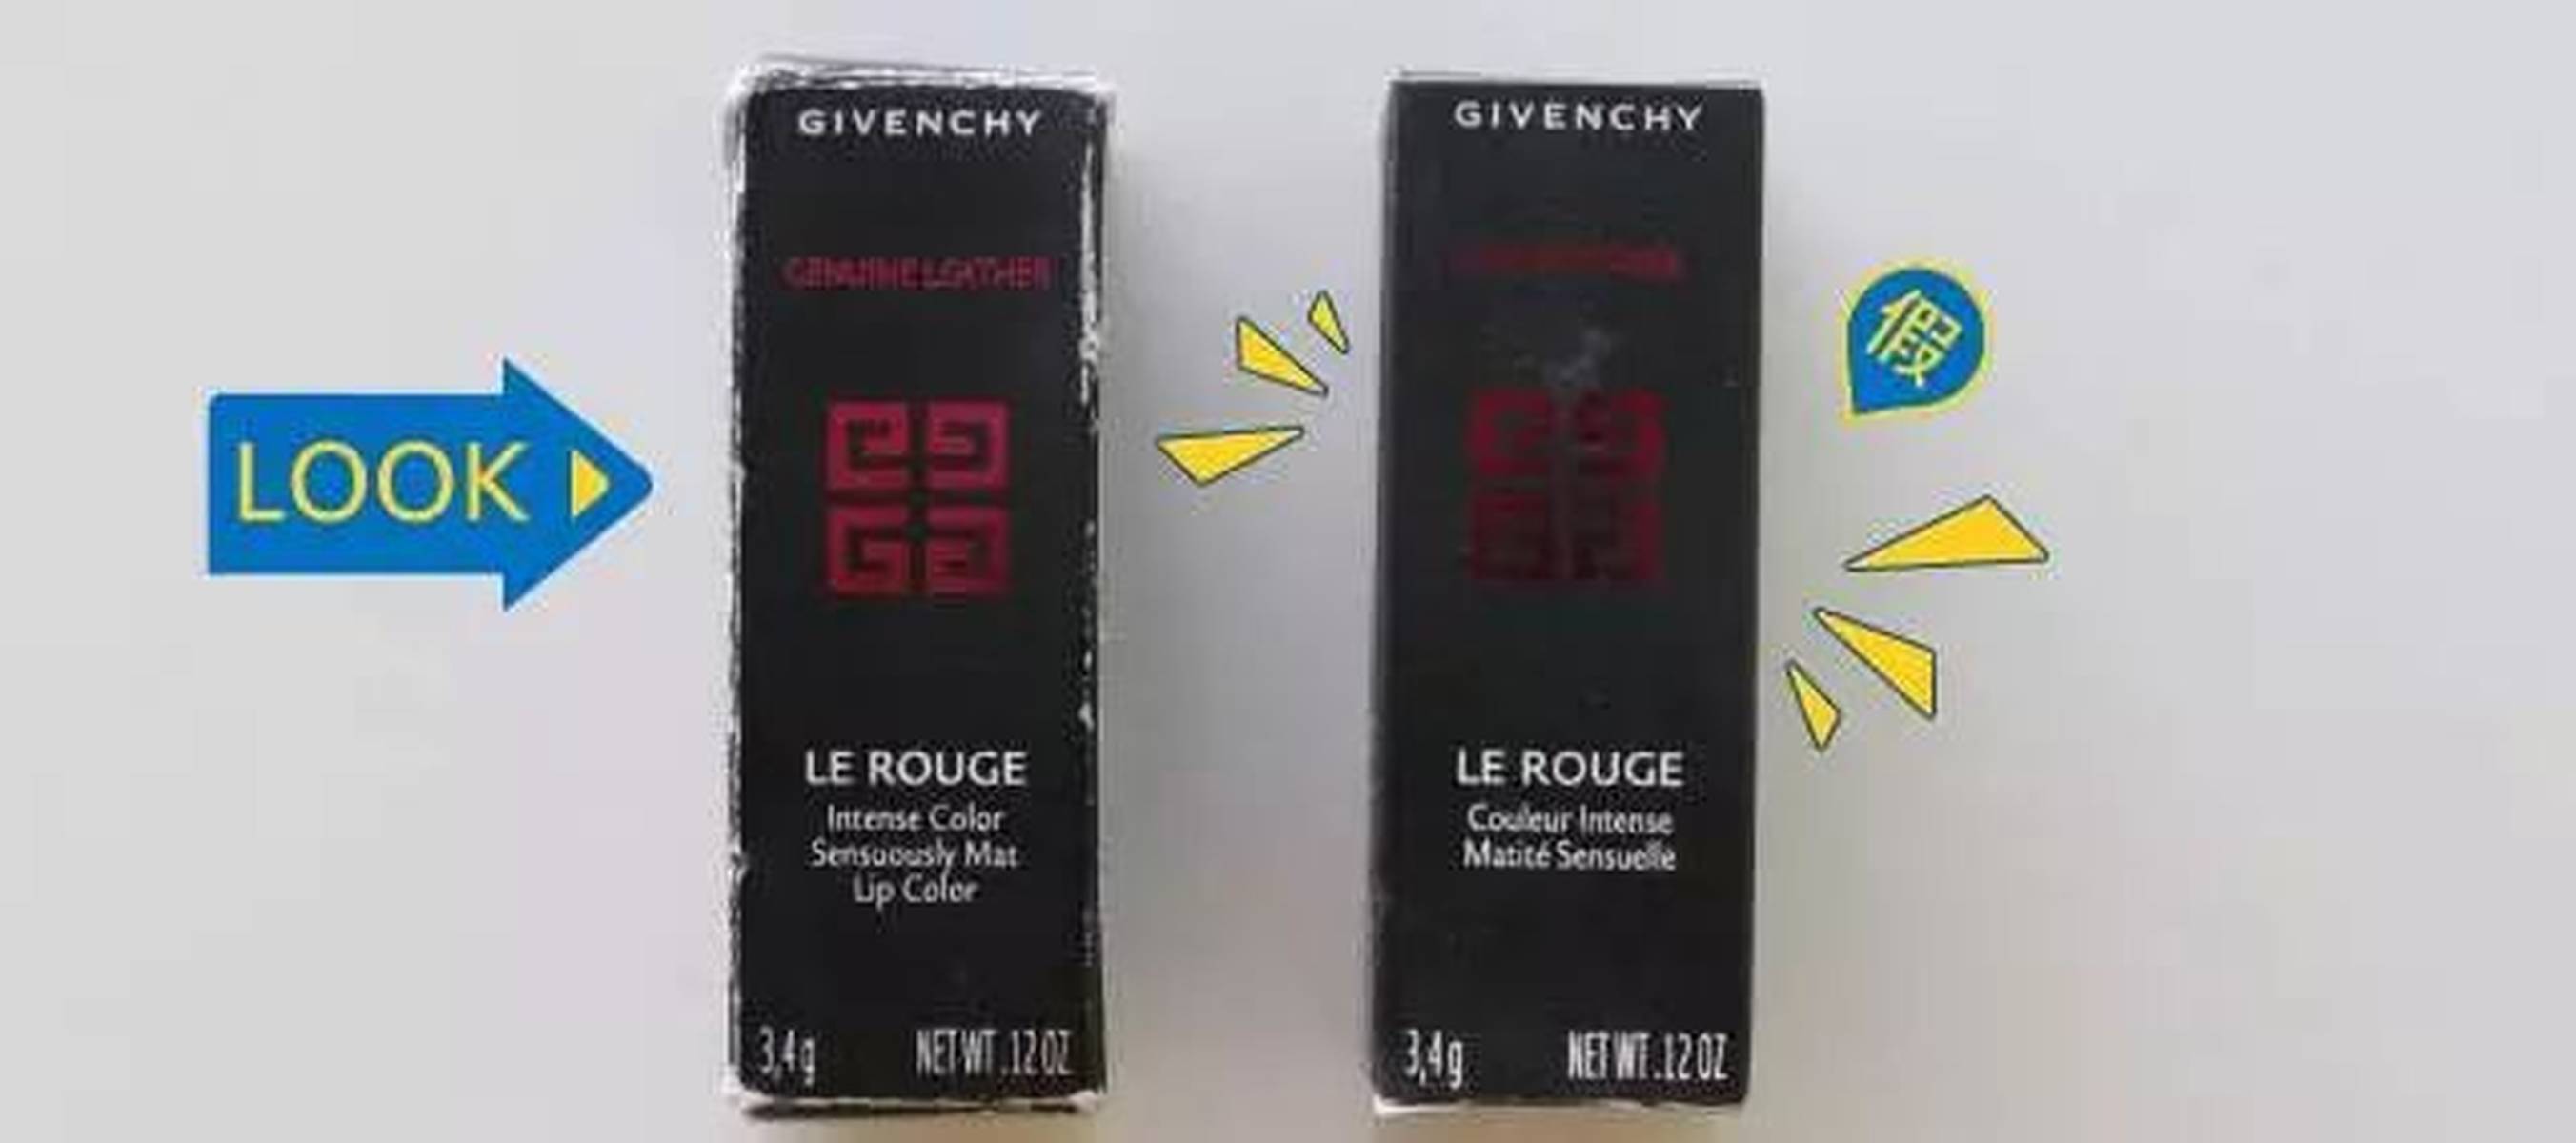 LOOK
GIVENCHY
GENUINE LEATHER
LE ROUGE
Intense Color
Sensuously Mat
Lip Color
3,4g NET WT .12 OZ
GIVENCHY
LE ROUGE
Couleur Intense
Matité Sensuelle
3,4g NET WT .12 OZ
假